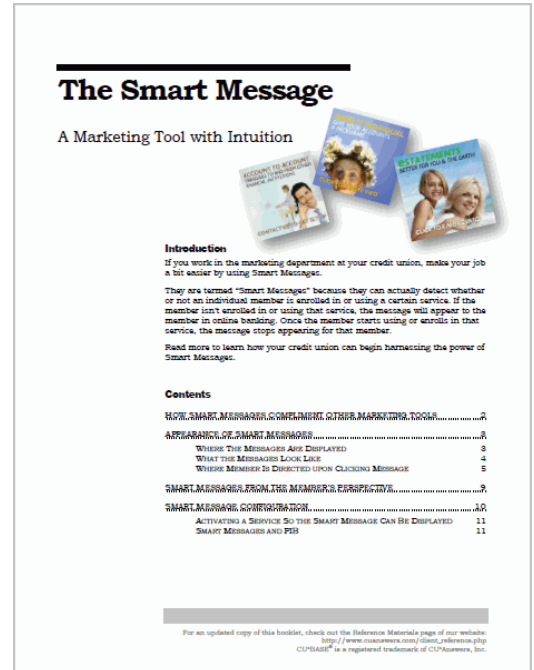 The Smart Message
A Marketing Tool with Intuition
ACCOUNT TO ACCOUNT
ESTATEMENTS
BETTER FOR YOU & THE EARTH
Introduction
If you work in the marketing department at your credit union, make your job
a bit easier by using Smart Messages.
They are termed “Smart Messages” because they can actually detect whether
or not an individual member is enrolled in or using a certain service. If the
member isn't enrolled in or using that service, the message will appear to the
member in online banking. Once the member starts using or enrolls in that
service, the message stops appearing for that member.
Read more to learn how your credit union can begin harnessing the power of
Smart Messages.
Contents
HOW SMART MESSAGES COMPLIMENT OTHER MARKETING TOOLS 2
APPEARANCE OF SMART MESSAGES 3
WHERE THE MESSAGES ARE DISPLAYED 3
WHAT THE MESSAGES LOOK LIKE 4
WHERE MEMBER IS DIRECTED UPON CLICKING MESSAGE 5
SMART MESSAGES FROM THE MEMBER'S PERSPECTIVE 9
SMART MESSAGE CONFIGURATION 10
ACTIVATING A SERVICE SO THE SMART MESSAGE CAN BE DISPLAYED 11
SMART MESSAGES AND PIB 11
For an updated copy of this booklet, check out the Reference Materials page of our website:
http://www.cuanswers.com/client_reference.php
CU*BASE® is a registered trademark of CU*Answers, Inc.